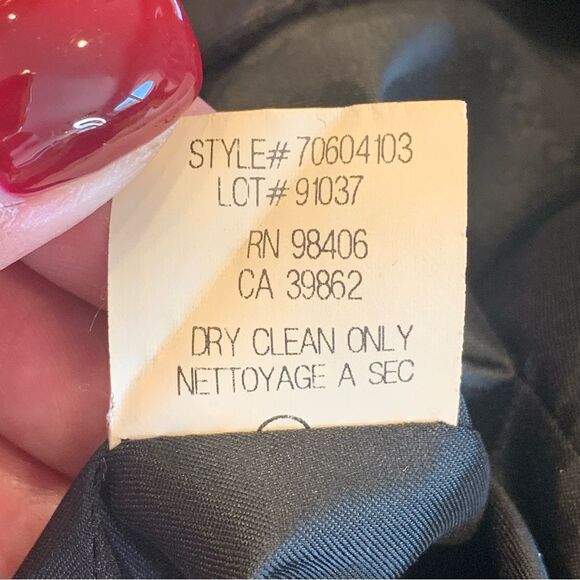 STYLE# 70604103
LOT# 91037
RN 98406
CA 39862
DRY CLEAN ONLY
NETTOYAGE A SEC